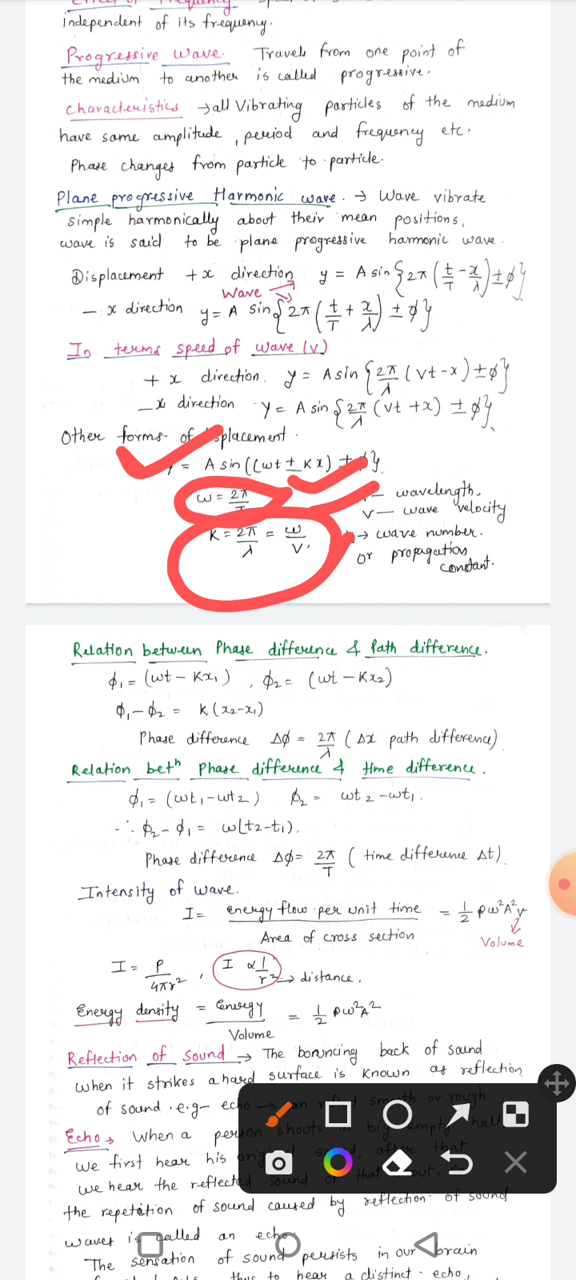 independent of its frequency.
Progressive wave. Travels from one point of
the medium to another is called progressive.
Characteristics → all Vibrating particles of the medium
have same amplitude, period and frequency etc.
Phase changes from particle to particle.
Plane progressive Harmonic wave. → Wave vibrate
simple harmonically about their mean positions,
wave is said to be plane progressive harmonic wave.
Displacement +x direction y = A sin{2π(t/T - x/λ) ± φ}
Wave
- x direction y = A sin{2π(t/T + x/λ) ± φ}
In terms speed of wave (v)
+ x direction. y = A sin{2π/λ (vt - x) ± φ}
- x direction y = A sin{2π/λ (vt + x) ± φ}
Other forms of displacement.
= A sin((ωt ± Kx) ± φ}
ω = 2π/T
wavelength.
v — wave velocity
K = 2π/λ = ω/v.
→ wave number.
or propagation
constant.
Relation between Phase difference & Path difference.
φ₁ = (ωt - Kx₁), φ₂ = (ωt - Kx₂)
φ₁ - φ₂ = K(x₂-x₁)
Phase difference Δφ = 2π/λ (Δx path difference)
Relation betⁿ Phase difference & time difference.
φ₁ = (ωt₁-ωt₂) φ₂ = ωt₂-ωt₁.
∴ φ₂ - φ₁ = ω(t₂-t₁).
Phase difference Δφ = 2π/T ( time difference Δt).
Intensity of wave.
I = energy flow per unit time / Area of cross section = 1/2 ρω²A²v
Volume
I = P/4πr², I ∝ 1/r² → distance.
Energy density = Energy / Volume = 1/2 ρω²A²
Reflection of Sound → The bouncing back of sound
when it strikes a hard surface is known as reflection
of sound. e.g - echo
Echo → When a person
we first hear his
we hear the reflected
the repetation of sound caused by reflection of sound
waves is called an echo
The sensation of sound persists in our brain
thus to hear a distinct echo,